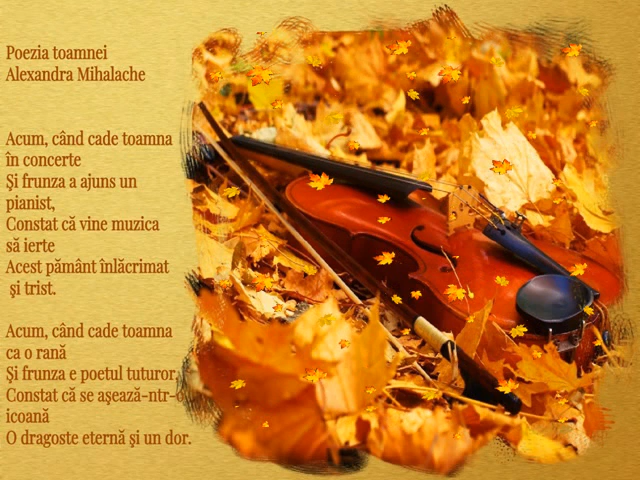 Poezia toamnei
Alexandra Mihalache
Acum, când cade toamna
în concerte
Şi frunza a ajuns un
pianist,
Constat că vine muzica
să ierte
Acest pământ înlăcrimat
şi trist.
Acum, când cade toamna
ca o rană
Şi frunza e poetul tuturor,
Constat că se aşează-ntr-o
icoană
O dragoste eternă şi un dor.